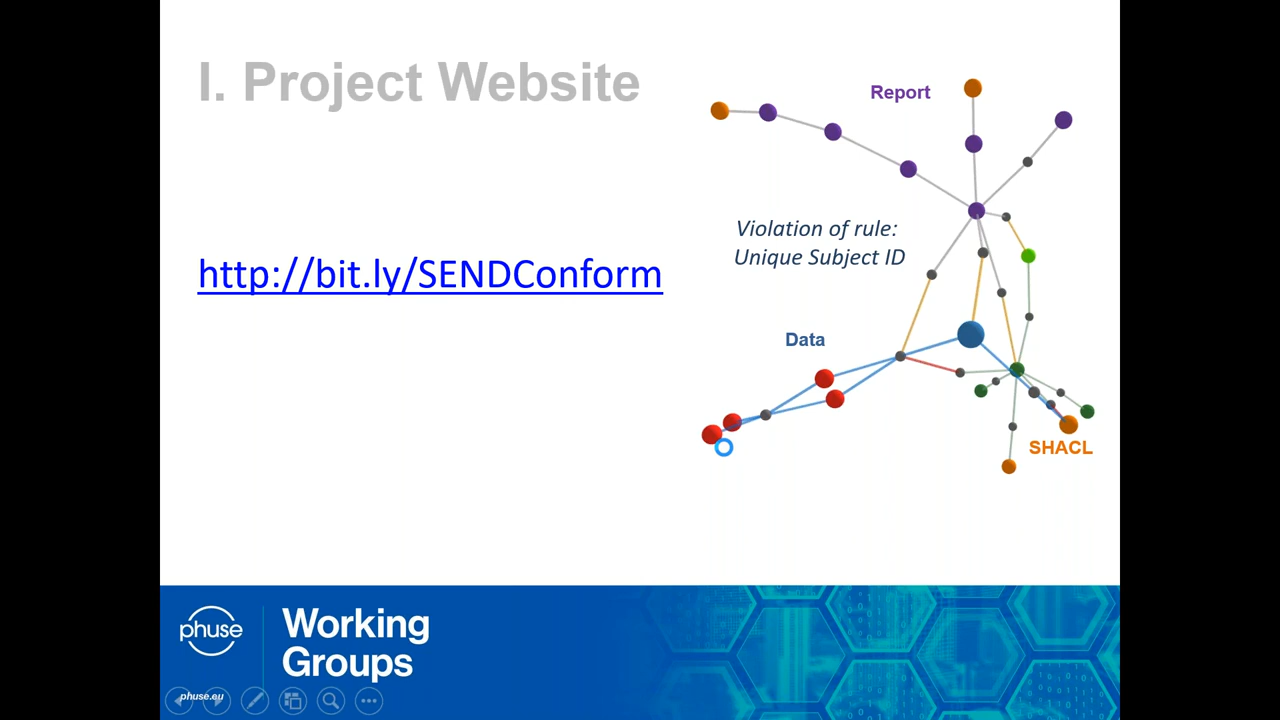 I. Project Website
Report
Violation of rule:
Unique Subject ID
http://bit.ly/SENDConform
Data
SHACL
phuse
Working
Groups
phuse.eu